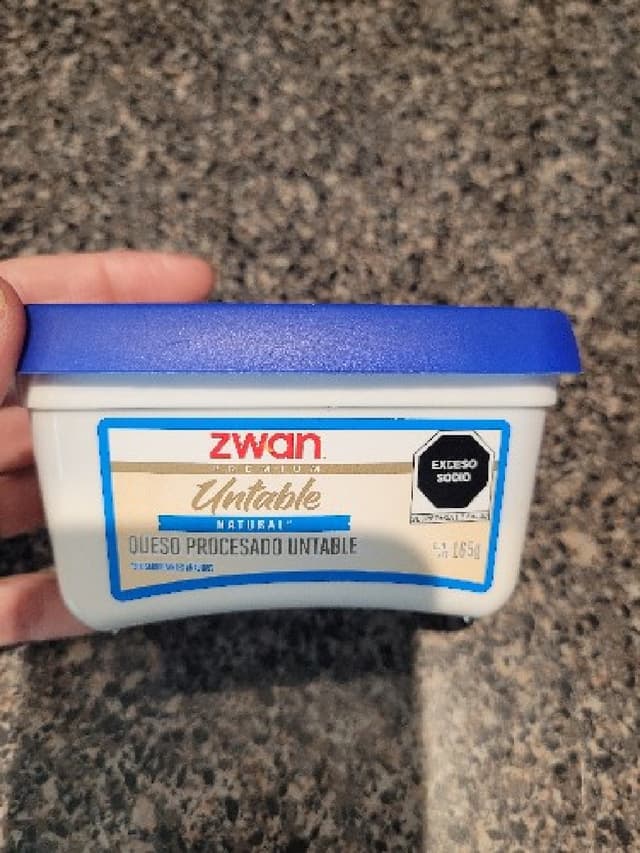 zwan
PREMIUM
Untable
NATURAL*
QUESO PROCESADO UNTABLE
EXCESO
SODIO
165g